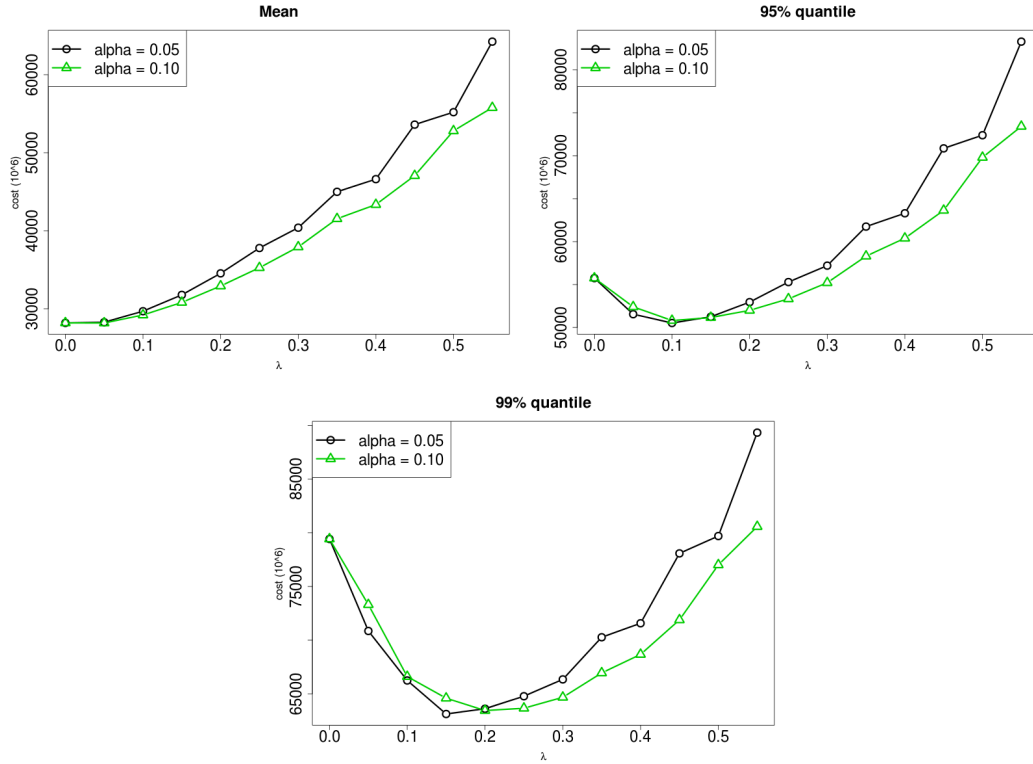 Mean
alpha = 0.05
alpha = 0.10
cost (10^6)
30000
40000
50000
60000
0.0 0.1 0.2 0.3 0.4 0.5
λ
95% quantile
alpha = 0.05
alpha = 0.10
cost (10^6)
50000
60000
70000
80000
0.0 0.1 0.2 0.3 0.4 0.5
λ
99% quantile
alpha = 0.05
alpha = 0.10
cost (10^6)
65000
75000
85000
0.0 0.1 0.2 0.3 0.4 0.5
λ